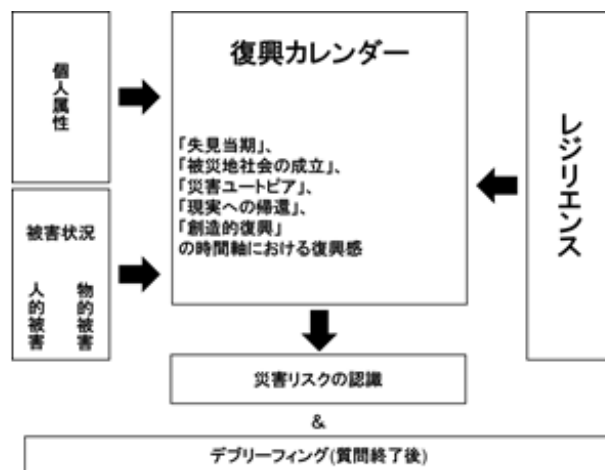 個人属性
被害状況
人的被害
物的被害
復興カレンダー
「失見当期」、
「被災地社会の成立」、
「災害ユートピア」、
「現実への帰還」、
「創造的復興」
の時間軸における復興感
レジリエンス
災害リスクの認識
&
デブリーフィング(質問終了後)